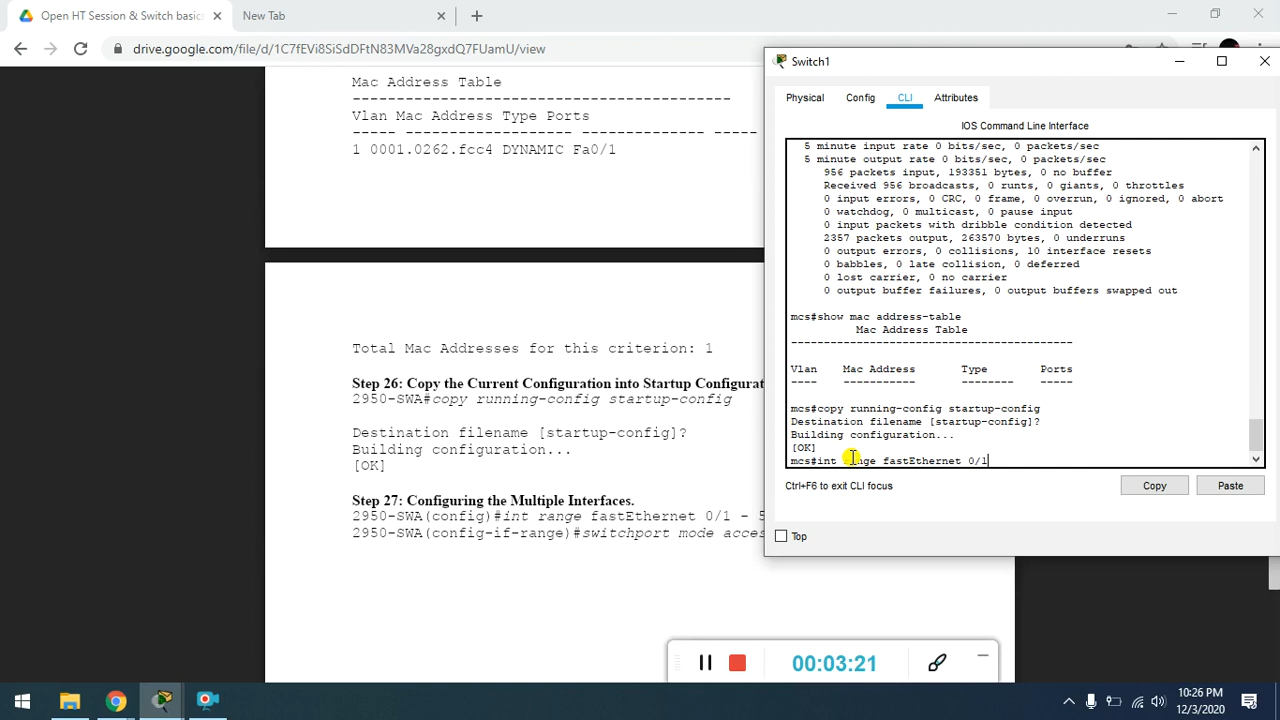 Open HT Session & Switch basics
New Tab
drive.google.com/file/d/1C7fEVi8SiSdDFtN83MVa28gxdQ7FUamU/view
Mac Address Table
-----------------------------------------
Vlan Mac Address Type Ports
----- ------------------ -------------- -----
1 0001.0262.fcc4 DYNAMIC Fa0/1
Total Mac Addresses for this criterion: 1
Step 26: Copy the Current Configuration into Startup Configurat
2950-SWA#copy running-config startup-config
Destination filename [startup-config]?
Building configuration...
[OK]
Step 27: Configuring the Multiple Interfaces.
2950-SWA(config)#int range fastEthernet 0/1 - 5
2950-SWA(config-if-range)#switchport mode acces
Switch1
Physical
Config
CLI
Attributes
IOS Command Line Interface
5 minute input rate 0 bits/sec, 0 packets/sec
5 minute output rate 0 bits/sec, 0 packets/sec
956 packets input, 193351 bytes, 0 no buffer
Received 956 broadcasts, 0 runts, 0 giants, 0 throttles
0 input errors, 0 CRC, 0 frame, 0 overrun, 0 ignored, 0 abort
0 watchdog, 0 multicast, 0 pause input
0 input packets with dribble condition detected
2357 packets output, 263570 bytes, 0 underruns
0 output errors, 0 collisions, 10 interface resets
0 babbles, 0 late collision, 0 deferred
0 lost carrier, 0 no carrier
0 output buffer failures, 0 output buffers swapped out
mcs#show mac address-table
Mac Address Table
-------------------------------------------
Vlan Mac Address Type Ports
---- ----------- -------- -----
mcs#copy running-config startup-config
Destination filename [startup-config]?
Building configuration...
[OK]
mcs#int range fastEthernet 0/1
Ctrl+F6 to exit CLI focus
Copy
Paste
Top
00:03:21
10:26 PM
12/3/2020